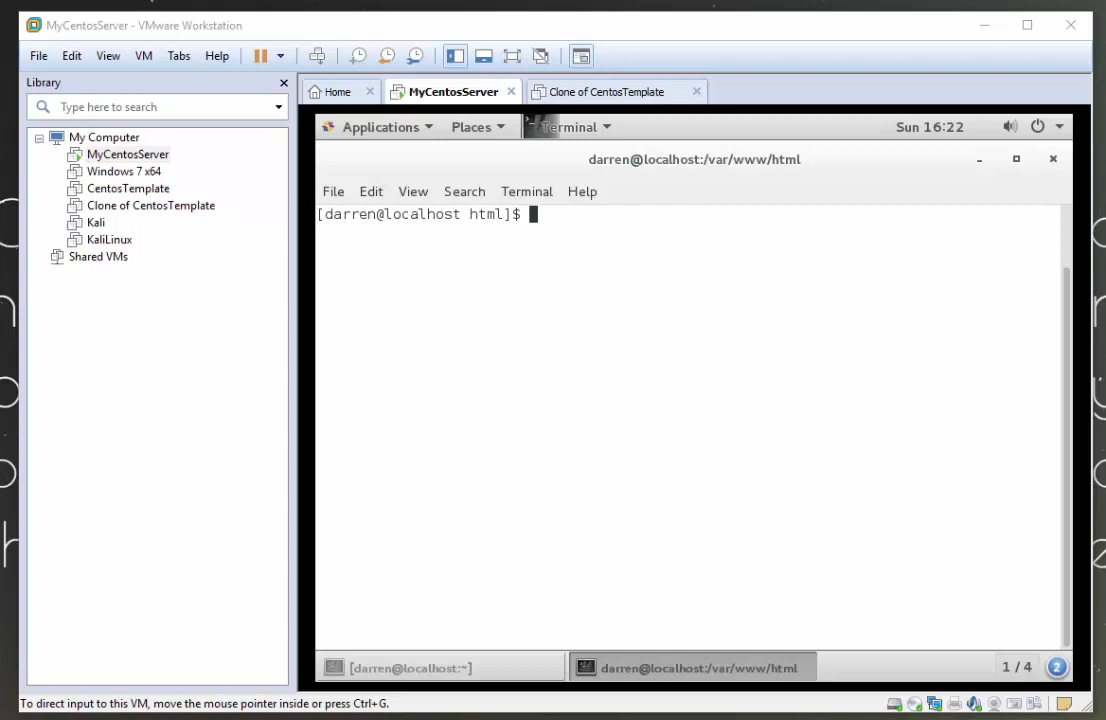 MyCentosServer - VMware Workstation
File Edit View VM Tabs Help
Library
Type here to search
My Computer
MyCentosServer
Windows 7 x64
CentosTemplate
Clone of CentosTemplate
Kali
KaliLinux
Shared VMs
Home MyCentosServer Clone of CentosTemplate
Applications Places Terminal Sun 16:22
darren@localhost:/var/www/html
File Edit View Search Terminal Help
[darren@localhost html]$
[darren@localhost:~] darren@localhost:/var/www/html 1 / 4 2
To direct input to this VM, move the mouse pointer inside or press Ctrl+G.